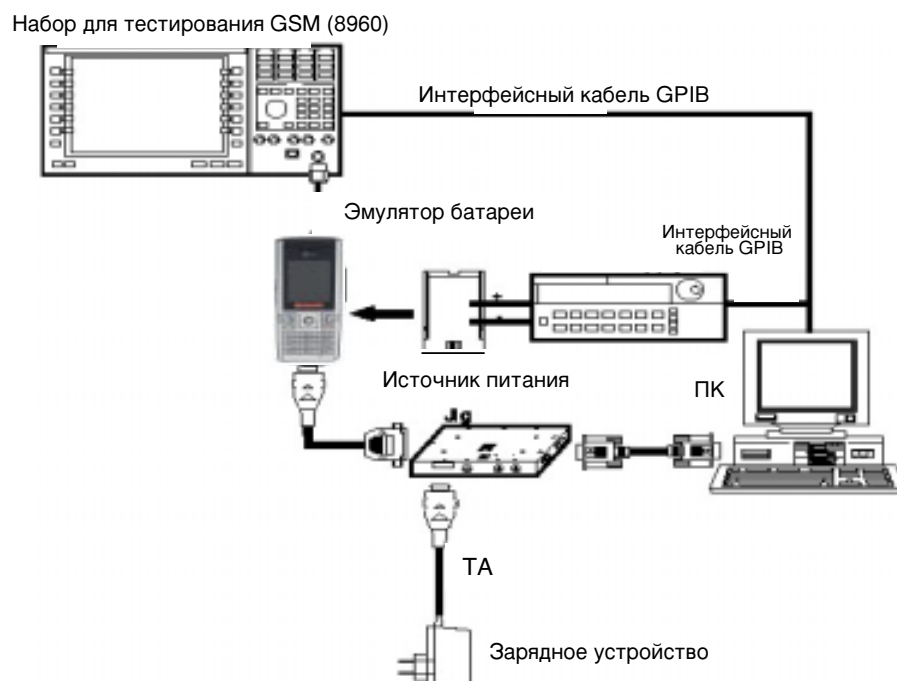 Набор для тестирования GSM (8960)
Интерфейсный кабель GPIB
Эмулятор батареи
Интерфейсный
кабель GPIB
+
-
Источник питания
ПК
Jig
TA
Зарядное устройство